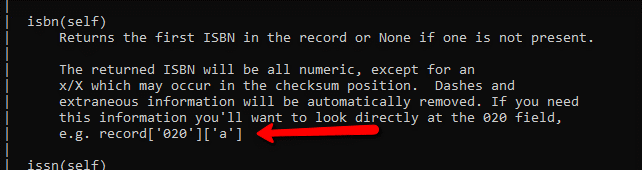 isbn(self)
Returns the first ISBN in the record or None if one is not present.
The returned ISBN will be all numeric, except for an
x/X which may occur in the checksum position.  Dashes and
extraneous information will be automatically removed. If you need
this information you'll want to look directly at the 020 field,
e.g. record['020']['a']
issn(self)